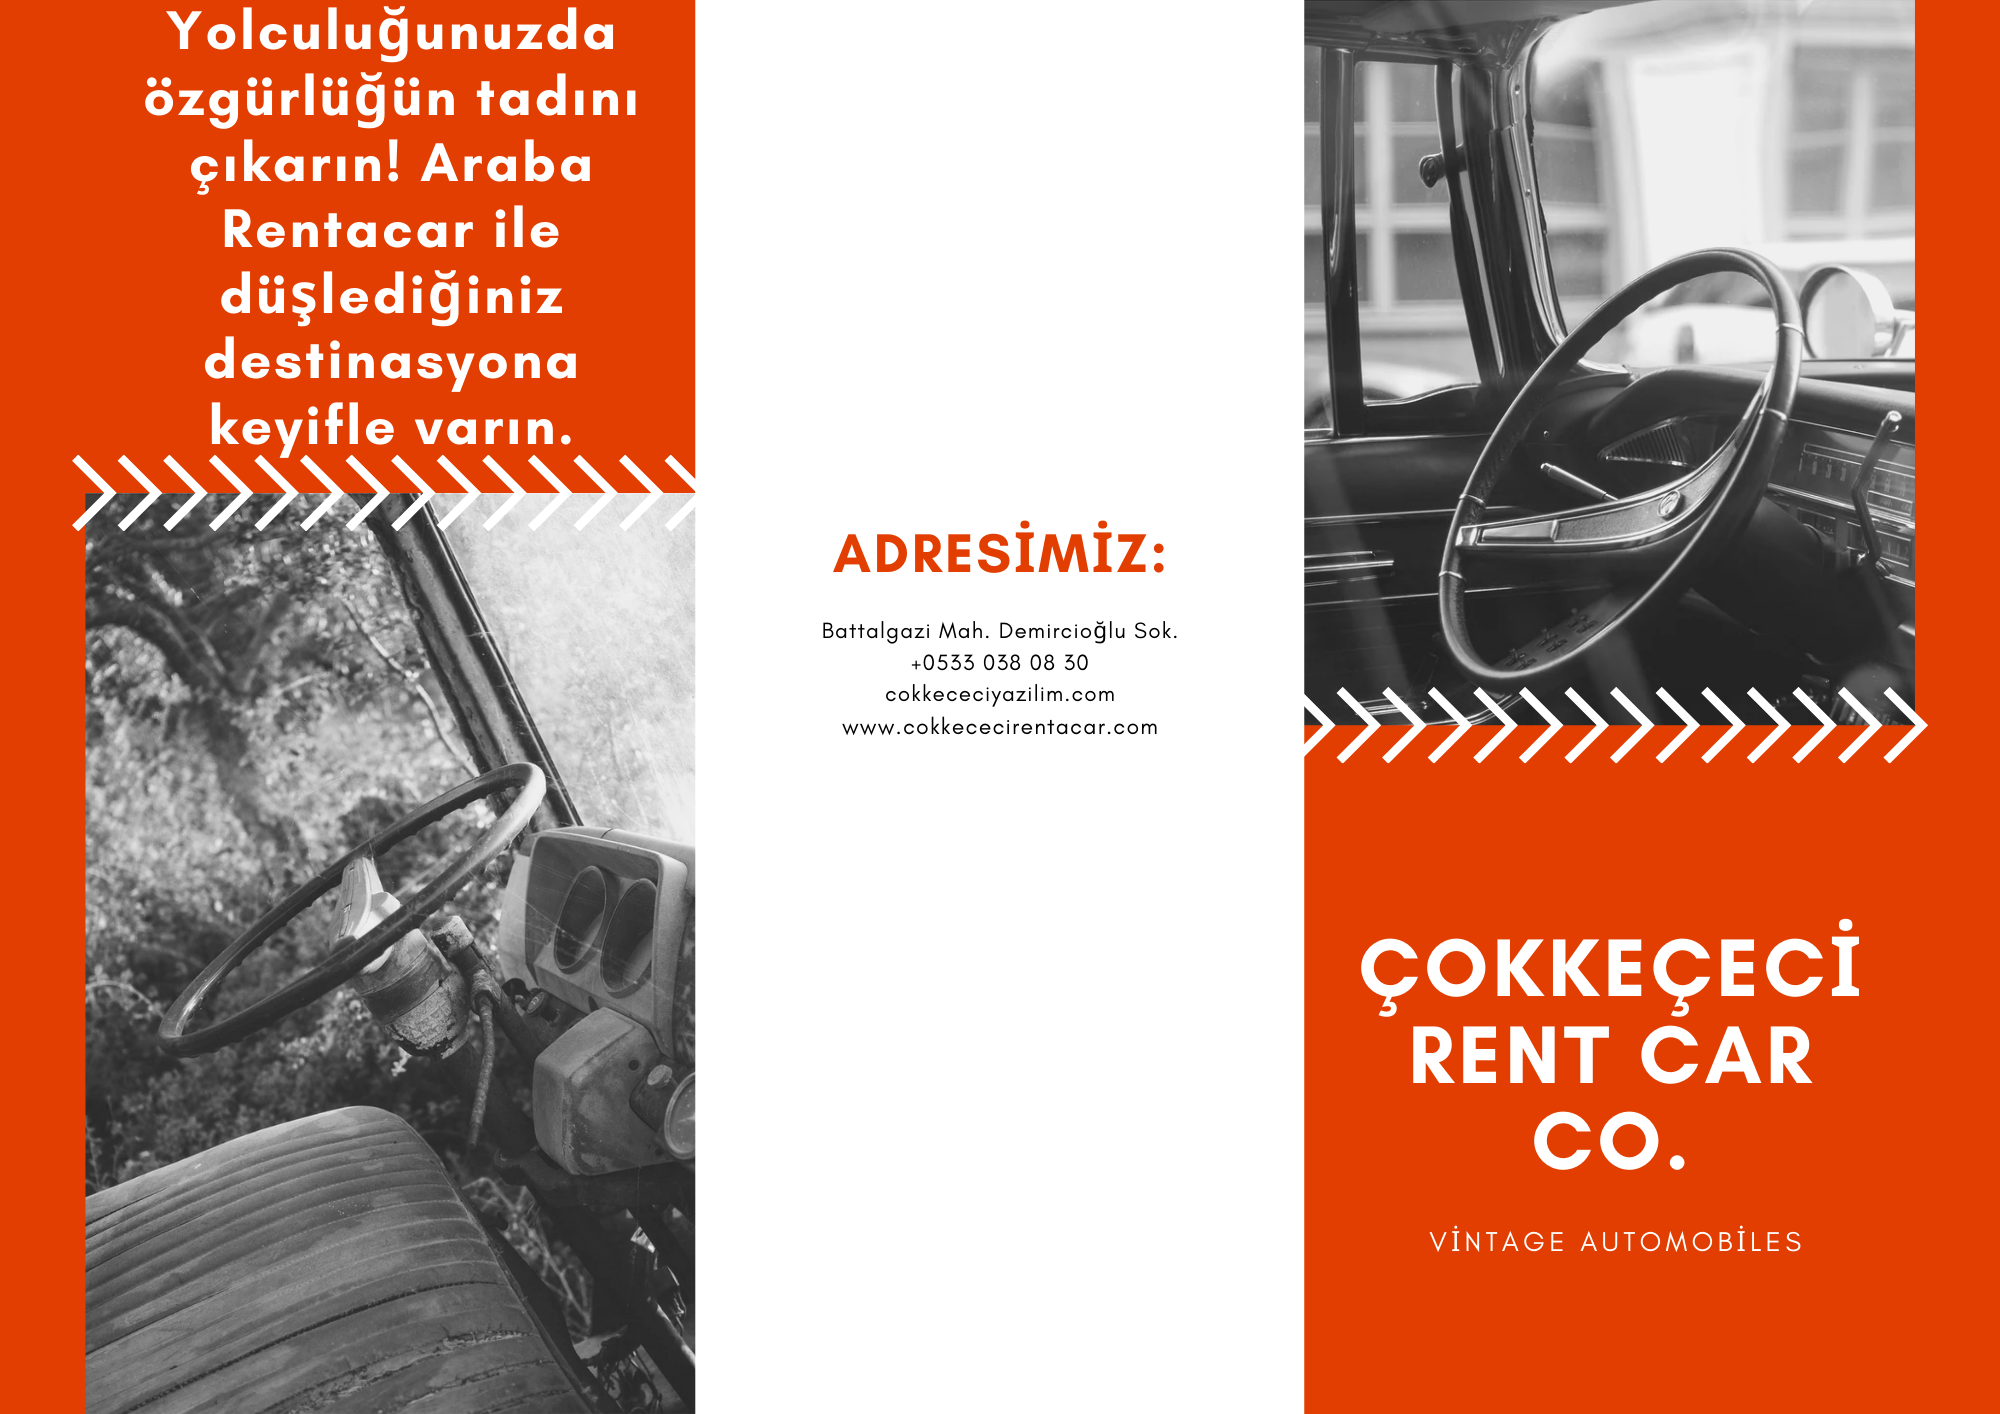 Yolculuğunuzda
özgürlüğün tadını
çıkarın! Araba
Rentacar ile
düşlediğiniz
destinasyona
keyifle varın.
ADRESİMİZ:
Battalgazi Mah. Demircioğlu Sok.
+0533 038 08 30
cokkececiyazilim.com
www.cokkececirentacar.com
ÇOKKEÇECİ
RENT CAR
CO.
VİNTAGE AUTOMOBİLES